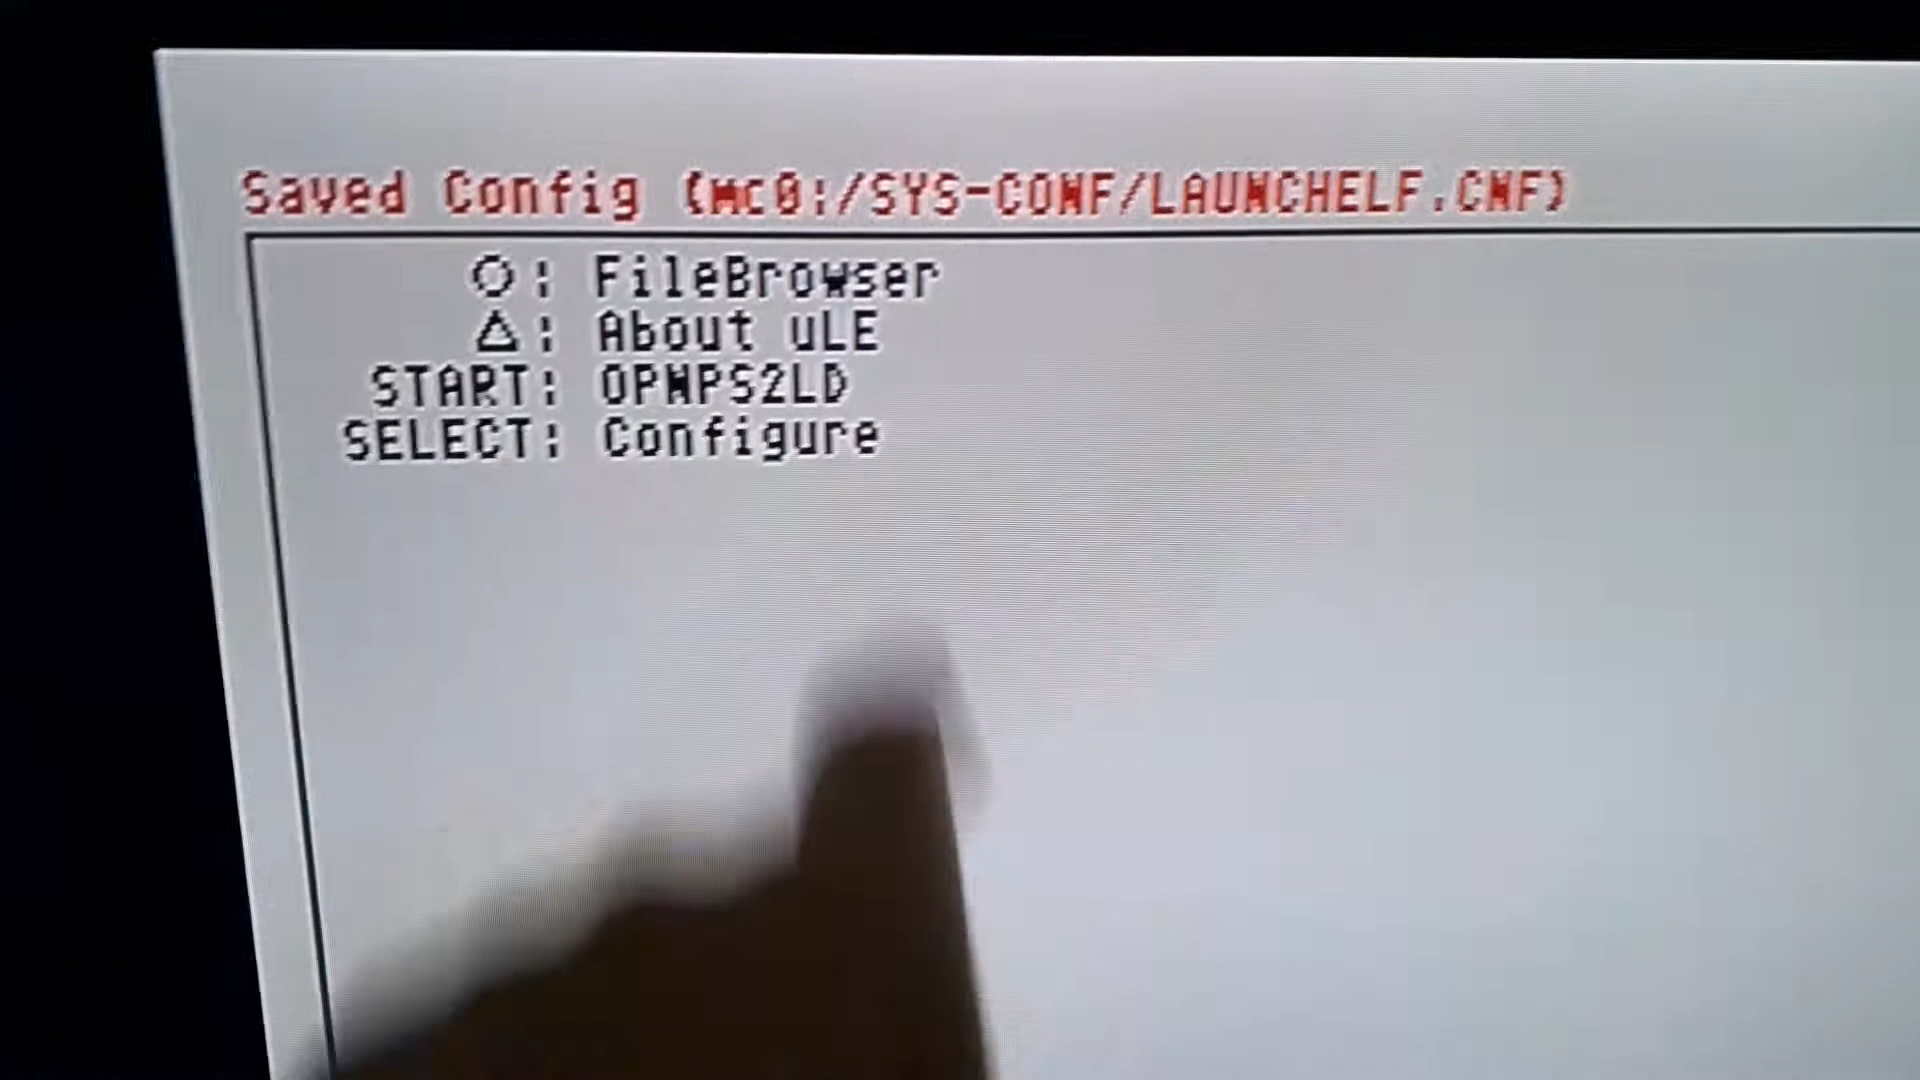 Saved Config (mc0:/SYS-CONF/LAUNCHELF.CNF)
○: FileBrowser
△: About uLE
START: OPNPS2LD
SELECT: Configure